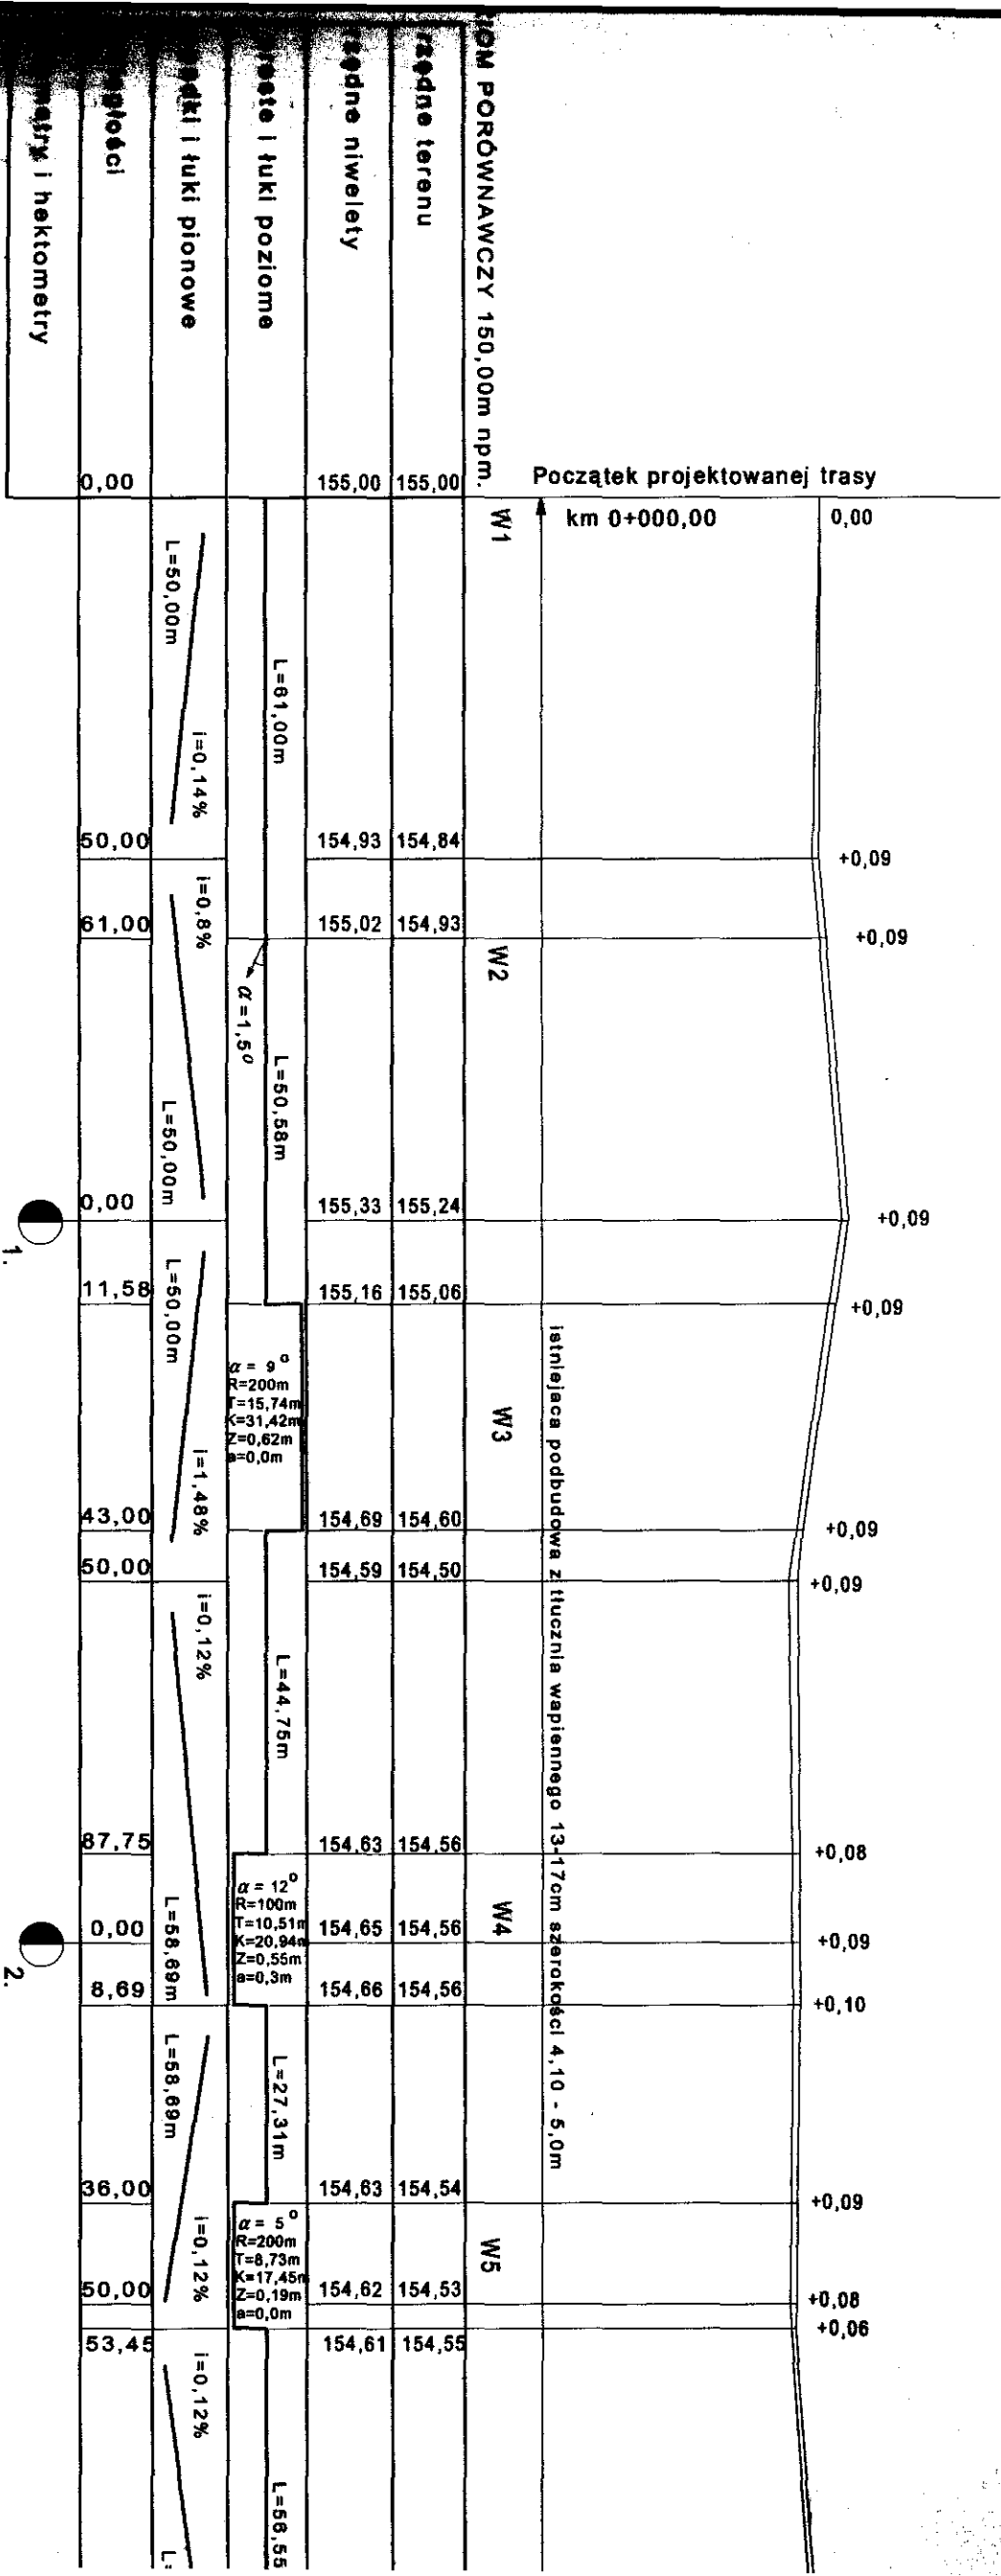 Początek projektowanej trasy
km 0+000,00
0,00
+0,09
+0,09
+0,09
+0,09
+0,09
+0,09
+0,08
+0,09
+0,10
+0,09
+0,08
+0,06
istniejaca podbudowa z tłucznia wapiennego 13-17cm szerokości 4,10 - 5,0m
PORÓWNAWCZY 150,00m npm.
W1
W2
W3
W4
W5
terenu
155,00
154,84
154,93
155,24
155,06
154,60
154,50
154,56
154,56
154,56
154,54
154,53
154,55
niwelety
155,00
154,93
155,02
155,33
155,16
154,69
154,59
154,63
154,65
154,66
154,63
154,62
154,61
i łuki poziome
L=61,00m
α=1,5°
L=50,58m
α = 9°
R=200m
T=15,74m
K=31,42m
Z=0,62m
a=0,0m
L=44,75m
α = 12°
R=100m
T=10,51m
K=20,94m
Z=0,55m
a=0,3m
L=27,31m
α = 5°
R=200m
T=8,73m
K=17,45m
Z=0,19m
a=0,0m
L=56,55
i łuki pionowe
L=50,00m
i=0,14%
i=0,8%
L=50,00m
L=50,00m
i=1,48%
i=0,12%
L=58,69m
L=58,69m
i=0,12%
i=0,12%
L=
0,00
50,00
61,00
0,00
11,58
43,00
50,00
87,75
0,00
8,69
36,00
50,00
53,45
i hektometry
1.
2.